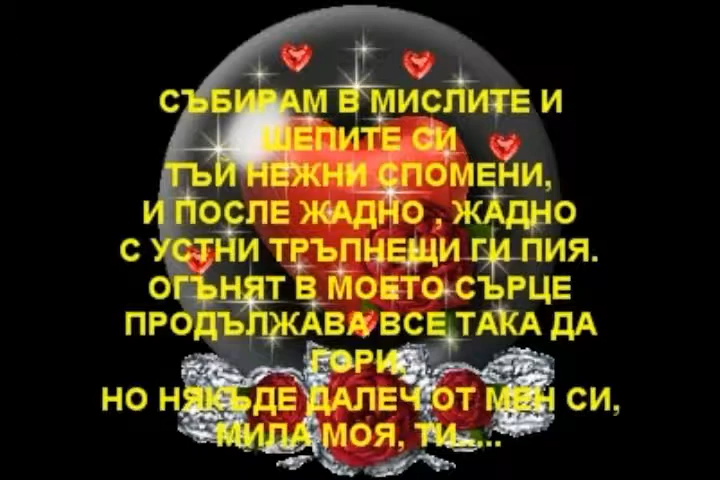 СЪБИРАМ В МИСЛИТЕ И
ШЕПИТЕ СИ
ТЪЙ НЕЖНИ СПОМЕНИ,
И ПОСЛЕ ЖАДНО , ЖАДНО
С УСТНИ ТРЪПНЕЩИ ГИ ПИЯ.
ОГЪНЯТ В МОЕТО СЪРЦЕ
ПРОДЪЛЖАВА ВСЕ ТАКА ДА
ГОРИ,
НО НЯКЪДЕ ДАЛЕЧ ОТ МЕН СИ,
МИЛА МОЯ, ТИ.....